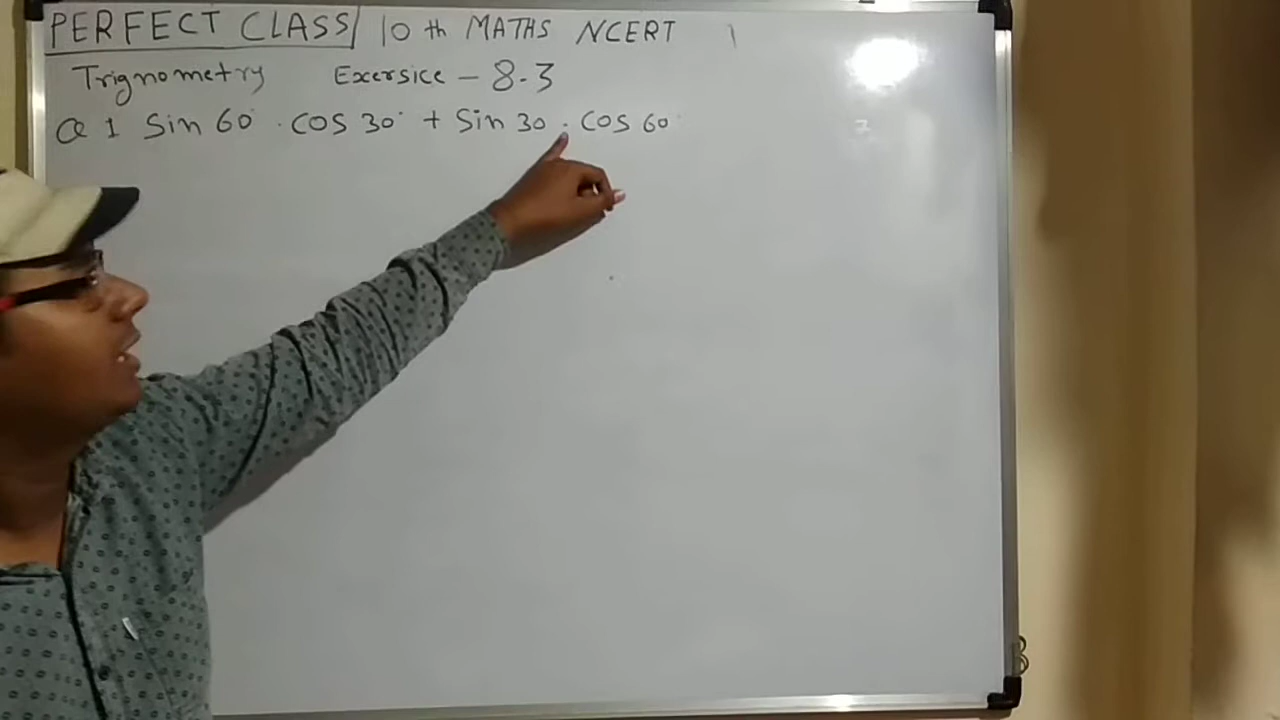 PERFECT CLASS 10 th MATHS NCERT
Trignometry Exersice - 8.3
Q 1 Sin 60° . COS 30° + Sin 30 . COS 60